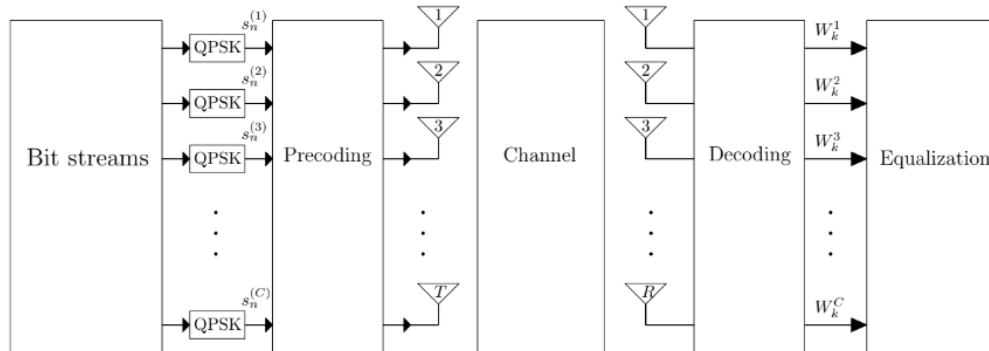 Bit streams
s_n^{(1)}
QPSK
s_n^{(2)}
QPSK
s_n^{(3)}
QPSK
s_n^{(C)}
QPSK
Precoding
1
2
3
T
Channel
1
2
3
R
Decoding
W_k^1
W_k^2
W_k^3
W_k^C
Equalization